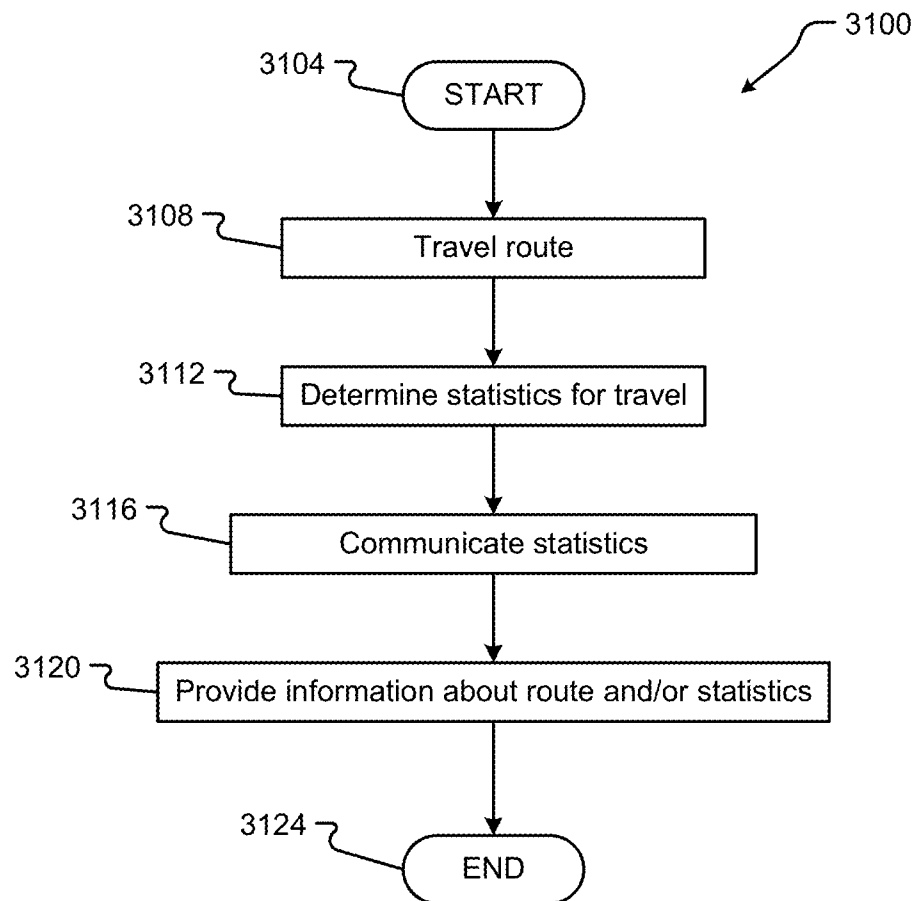 3100
3104
START
3108
Travel route
3112
Determine statistics for travel
3116
Communicate statistics
3120
Provide information about route and/or statistics
3124
END